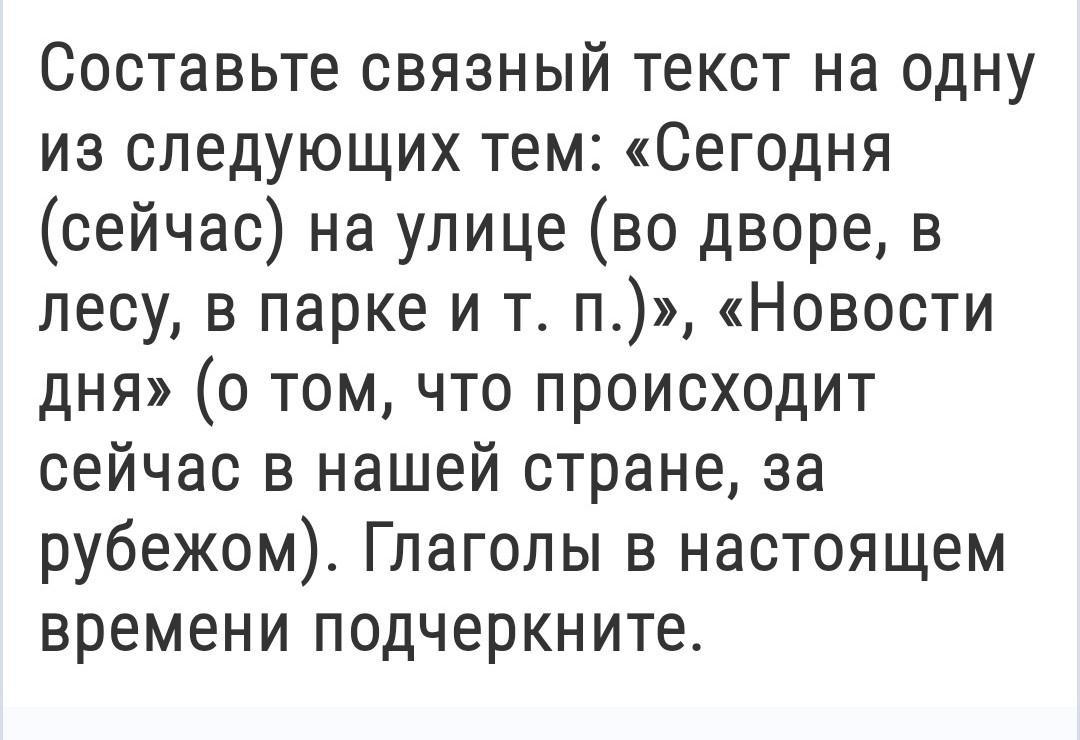 Составьте связный текст на одну
из следующих тем: «Сегодня
(сейчас) на улице (во дворе, в
лесу, в парке и т. п.)», «Новости
дня» (о том, что происходит
сейчас в нашей стране, за
рубежом). Глаголы в настоящем
времени подчеркните.